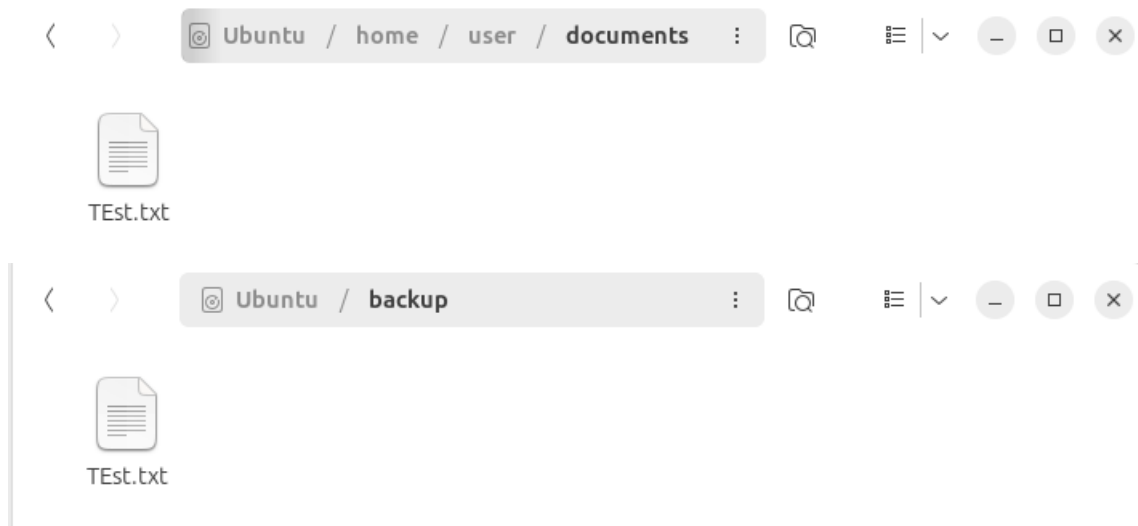 Ubuntu / home / user / documents
TEst.txt
Ubuntu / backup
TEst.txt